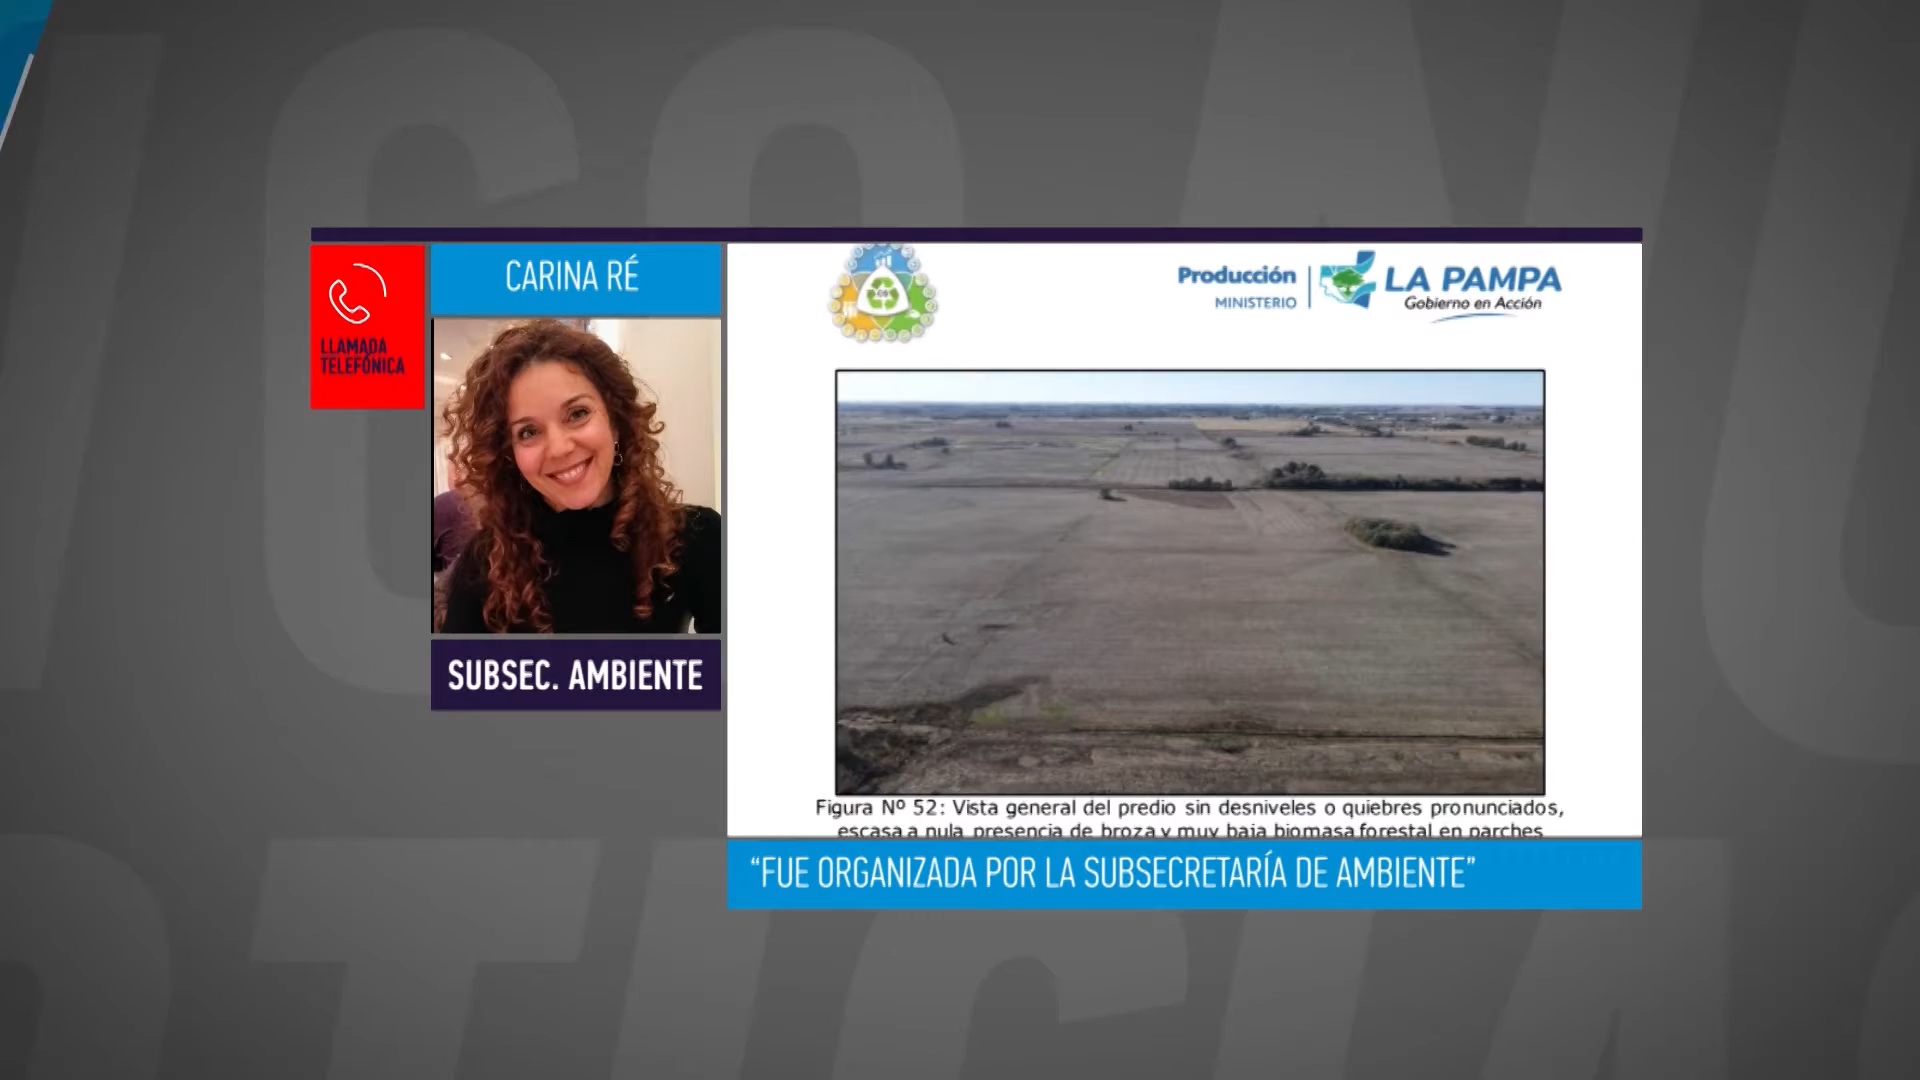 LLAMADA
TELEFÓNICA
CARINA RÉ
SUBSEC. AMBIENTE
Producción
MINISTERIO
LA PAMPA
Gobierno en Acción
Figura Nº 52: Vista general del predio sin desniveles o quiebres pronunciados,
escasa a nula presencia de broza y muy baja biomasa forestal en parches
“FUE ORGANIZADA POR LA SUBSECRETARÍA DE AMBIENTE”